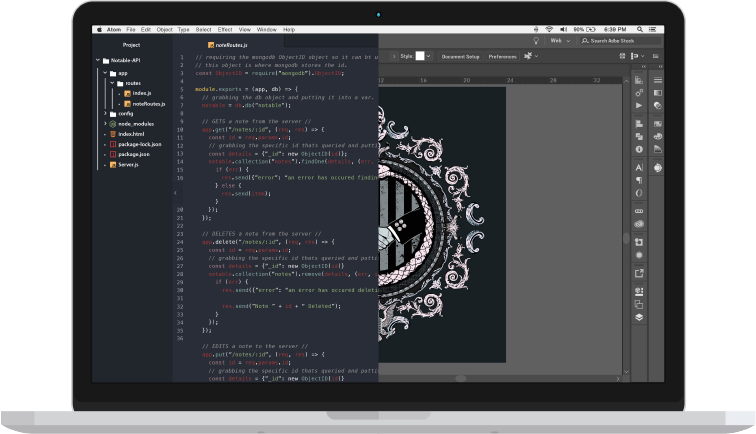 Atom File Edit Object Type Select Effect View Window Help 90% 6:39 PM
Project
noteRoutes.js
Web
Search Adbe Stock
Notable-API
app
routes
index.js
noteRoutes.js
config
node_modules
index.html
package-lock.json
package.json
Server.js
Style
Document Setup
Preferences
12 16 20 24 28 32
1 // requiring the mongodb ObjectID object so it can be u
2 // this object is where mongodb stores the id.
3 const ObjectID = require("mongodb").ObjectID;
4
5 module.exports = (app, db) => {
6 // grabbing the db object and putting it into a var.
7 notable = db.db("notable");
8
9 // GETS a note from the server //
10 app.get("/notes/:id", (req, res) => {
11 const id = req.params.id;
12 // grabbing the specific id thats queried and putti
13 const details = {"_id": new ObjectID(id)};
14 notable.collection("notes").findOne(details, (err,
15 if (err) {
16 res.send({"error": "an error has occured findin
} else {
res.send(item);
}
20 });
21 });
22
23 // DELETES a note from the server //
24 app.delete("/notes/:id", (req, res) => {
25 const id = req.params.id;
26 // grabbing the specific id thats queried and putti
27 const details = {"_id": new ObjectID(id)}
28 notable.collection("notes").remove(details, (err,
29 if (err) {
30 res.send({"error": "an error has occured deleti
31
32 res.send("Note " + id + " Deleted");
33 }
34 });
35 });
36
// EDITS a note to the server //
app.put("/notes/:id", (req, res) => {
const id = req.params.id;
// grabbing the specific id thats queried and putti
const details = {"_id": new ObjectID(id)}